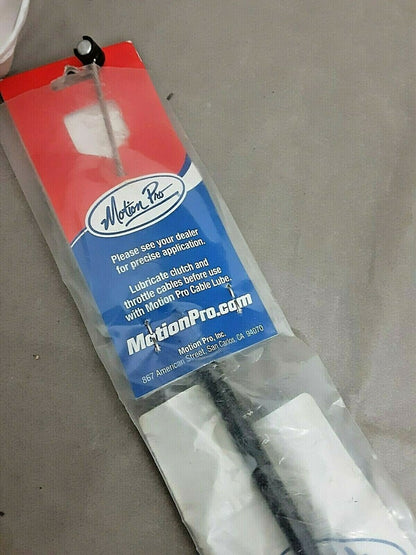 Motion Pro
Please see your dealer
for precise application.
Lubricate clutch and
throttle cables before use
with Motion Pro Cable Lube.
MotionPro.com
Motion Pro, Inc.
867 American Street, San Carlos, CA 94070